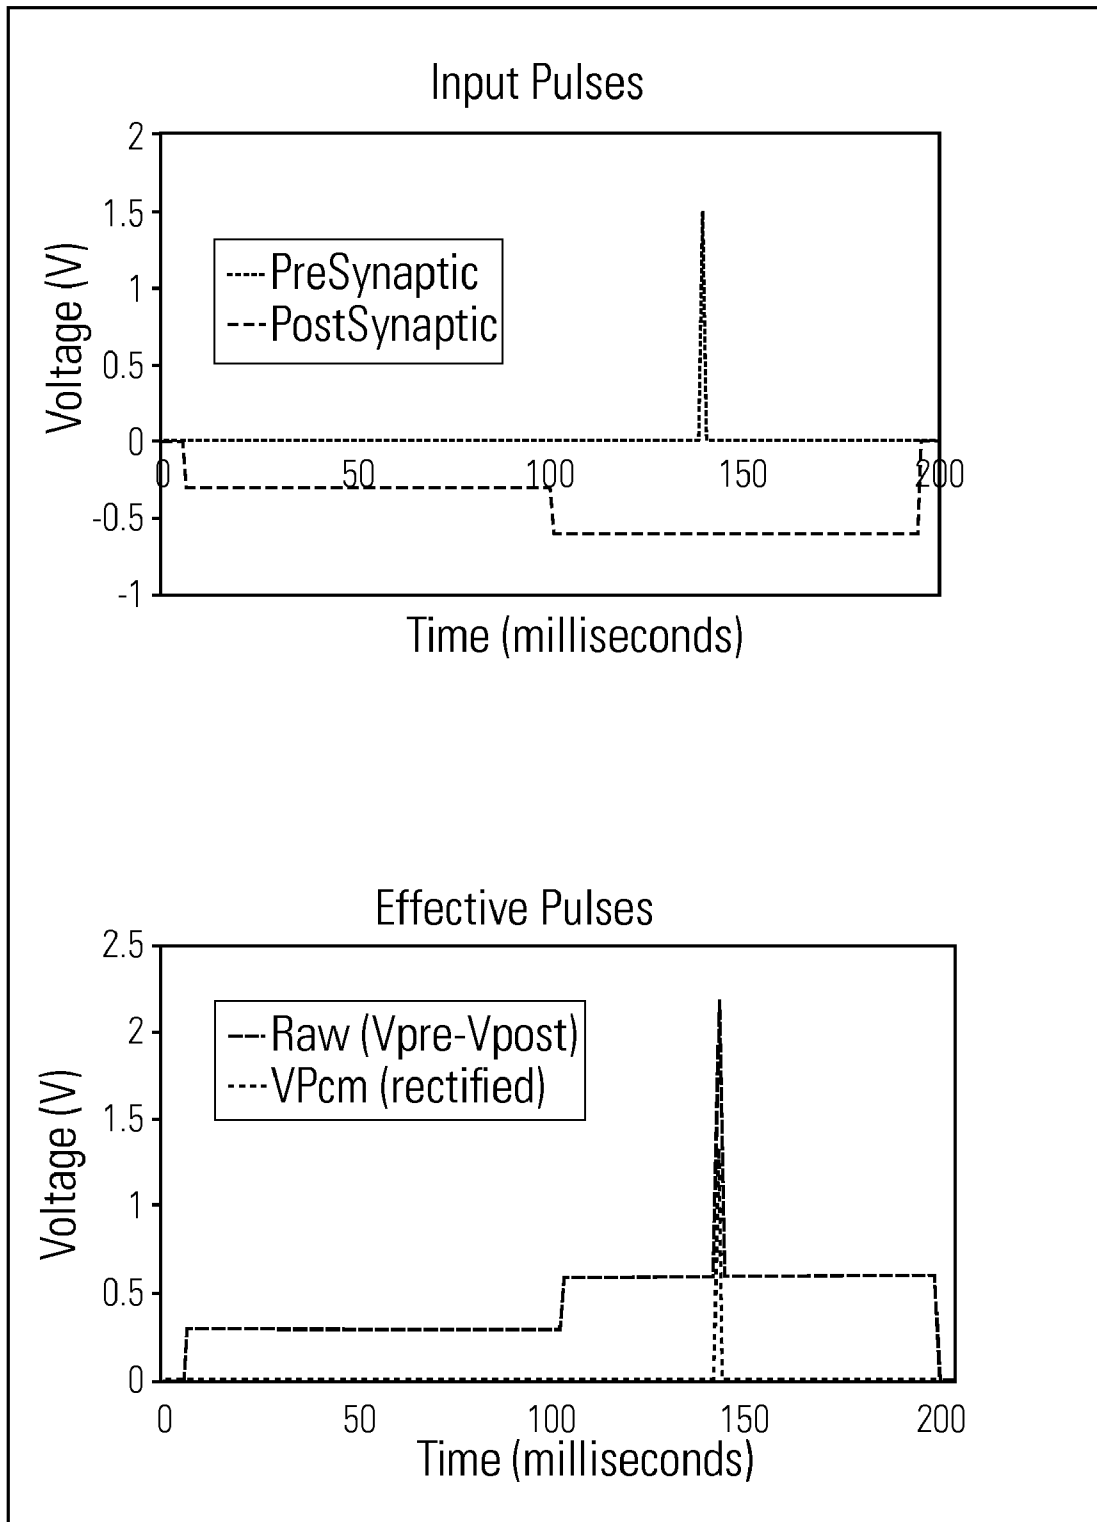 Input Pulses
2
1.5
1
0.5
0
-0.5
-1
Voltage (V)
PreSynaptic
PostSynaptic
0 50 100 150 200
Time (milliseconds)
Effective Pulses
2.5
2
1.5
1
0.5
0
Voltage (V)
Raw (Vpre-Vpost)
VPcm (rectified)
0 50 100 150 200
Time (milliseconds)